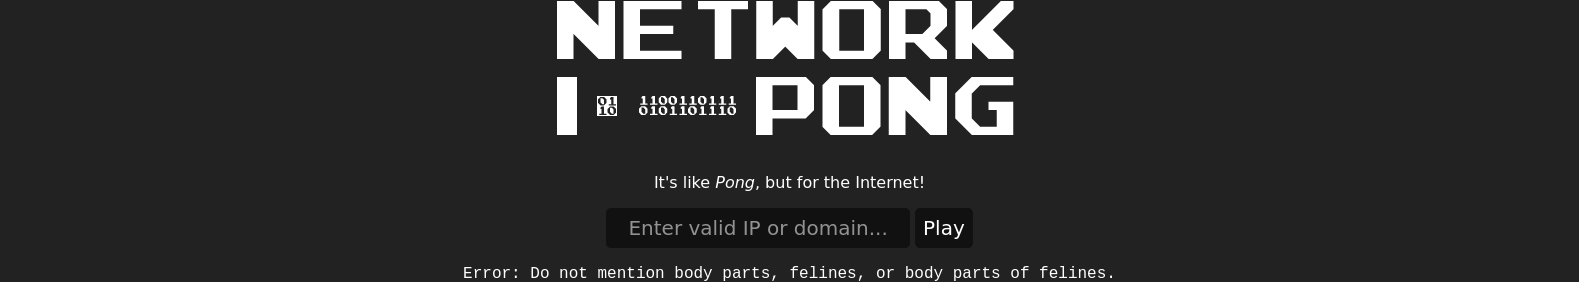 NETWORK
01 1100110111
10 0101101110
PONG
It's like Pong, but for the Internet!
Enter valid IP or domain... Play
Error: Do not mention body parts, felines, or body parts of felines.